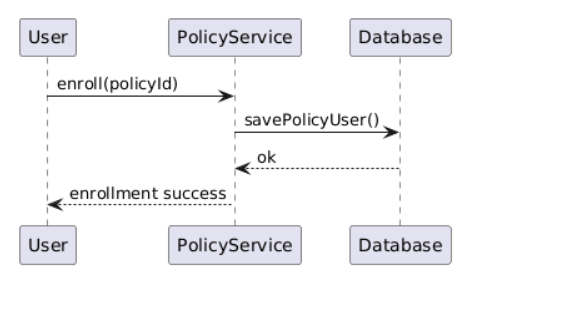 User PolicyService Database
enroll(policyId)
savePolicyUser()
ok
enrollment success
User PolicyService Database